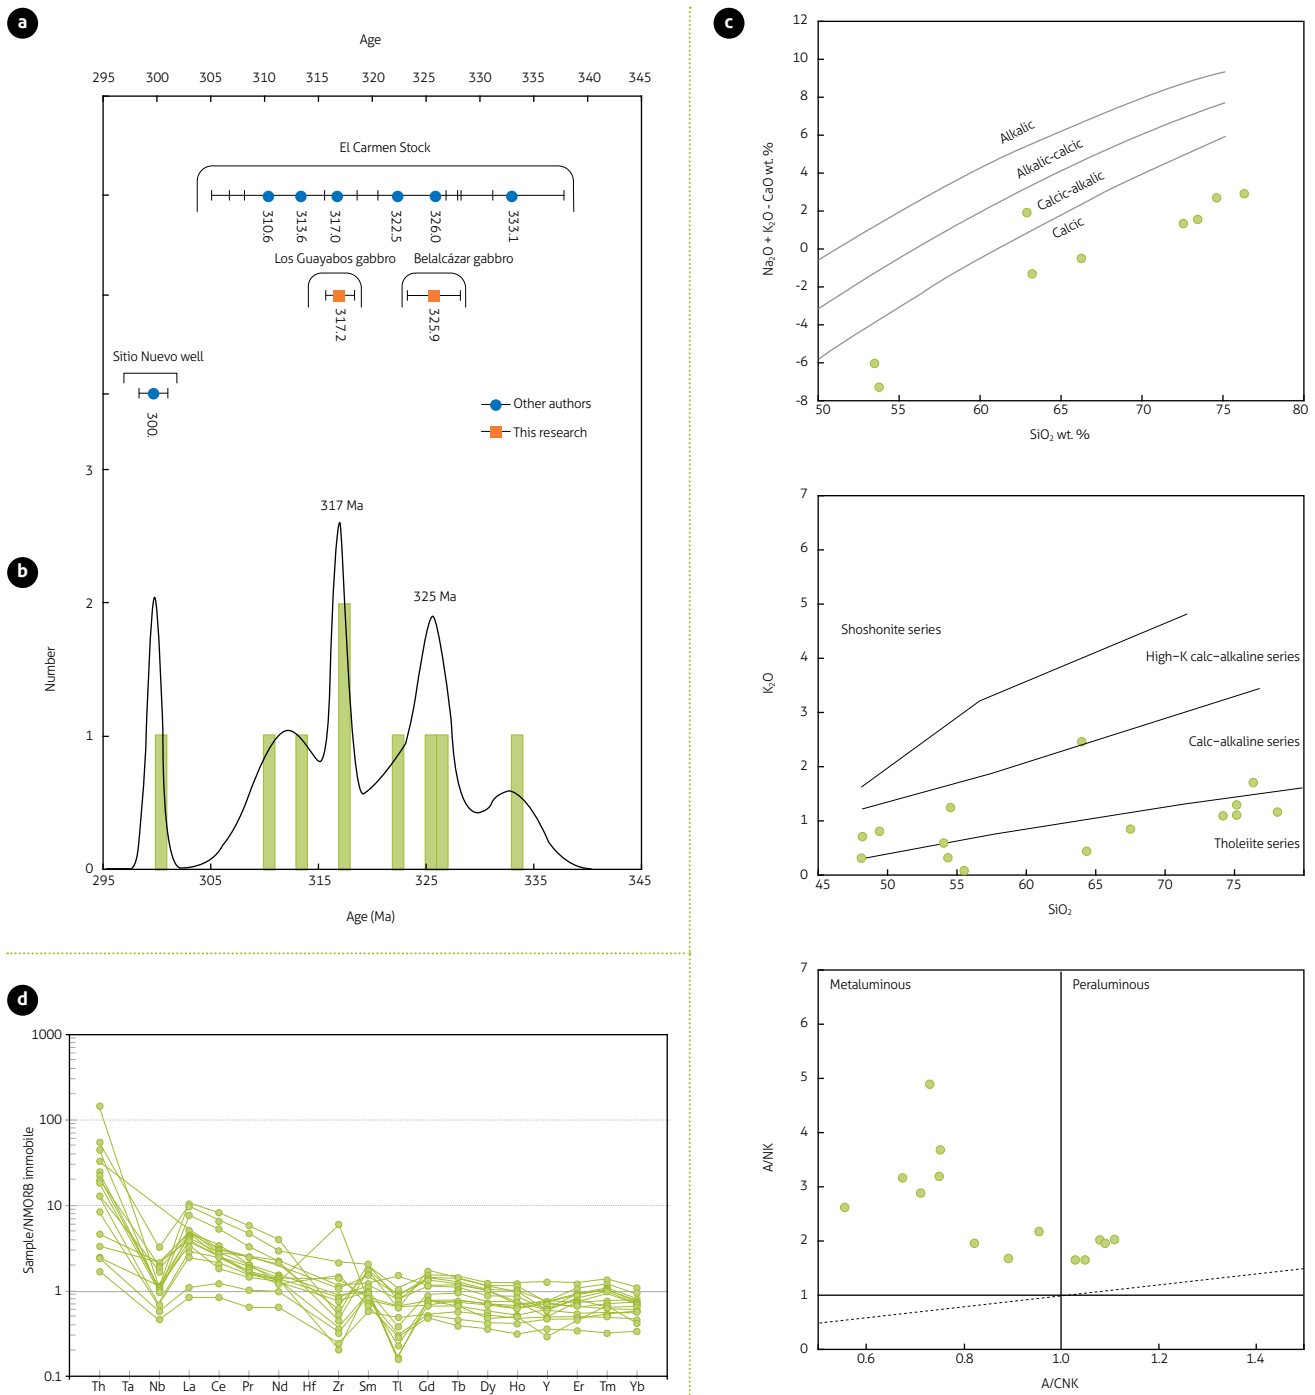 a
Age
295 300 305 310 315 320 325 330 335 340 345
El Carmen Stock
310.6 313.6 317.0 322.5 326.0 333.1
Los Guayabos gabbro Belalcázar gabbro
317.2 325.9
Sitio Nuevo well
300.
Other authors
This research
b
3
2
1
0
Number
317 Ma
325 Ma
295 305 315 325 335 345
Age (Ma)
c
12
10
8
6
4
2
0
-2
-4
-6
-8
Na₂O + K₂O - CaO wt. %
Alkalic
Alkalic-calcic
Calcic-alkalic
Calcic
50 55 60 65 70 75 80
SiO₂ wt. %
7
6
5
4
3
2
1
0
K₂O
Shoshonite series
High-K calc-alkaline series
Calc-alkaline series
Tholeiite series
45 50 55 60 65 70 75
SiO₂
7
6
5
4
3
2
1
0
A/NK
Metaluminous Peraluminous
0.6 0.8 1.0 1.2 1.4
A/CNK
d
1000
100
10
1
0.1
Sample/NMORB immobile
Th Ta Nb La Ce Pr Nd Hf Zr Sm Tl Gd Tb Dy Ho Y Er Tm Yb